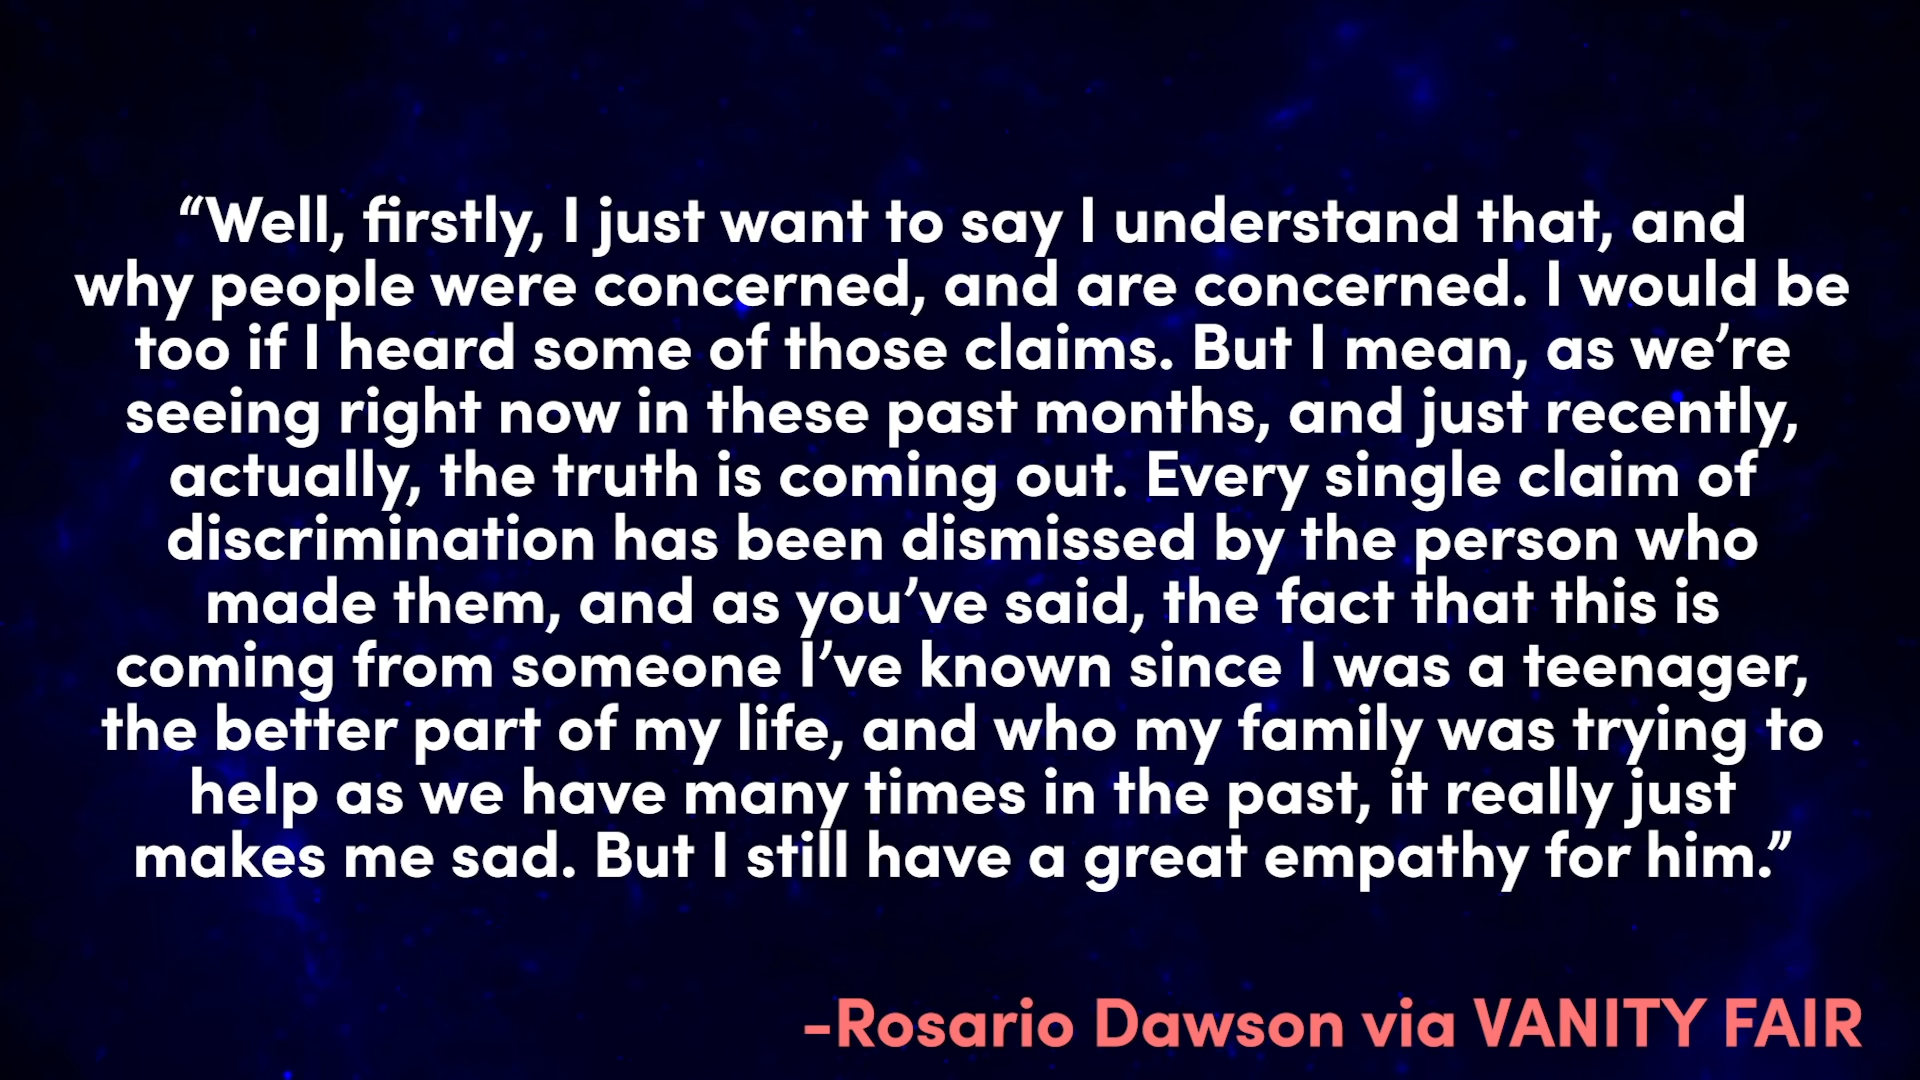 “Well, firstly, I just want to say I understand that, and
why people were concerned, and are concerned. I would be
too if I heard some of those claims. But I mean, as we’re
seeing right now in these past months, and just recently,
actually, the truth is coming out. Every single claim of
discrimination has been dismissed by the person who
made them, and as you’ve said, the fact that this is
coming from someone I’ve known since I was a teenager,
the better part of my life, and who my family was trying to
help as we have many times in the past, it really just
makes me sad. But I still have a great empathy for him.”
–Rosario Dawson via VANITY FAIR